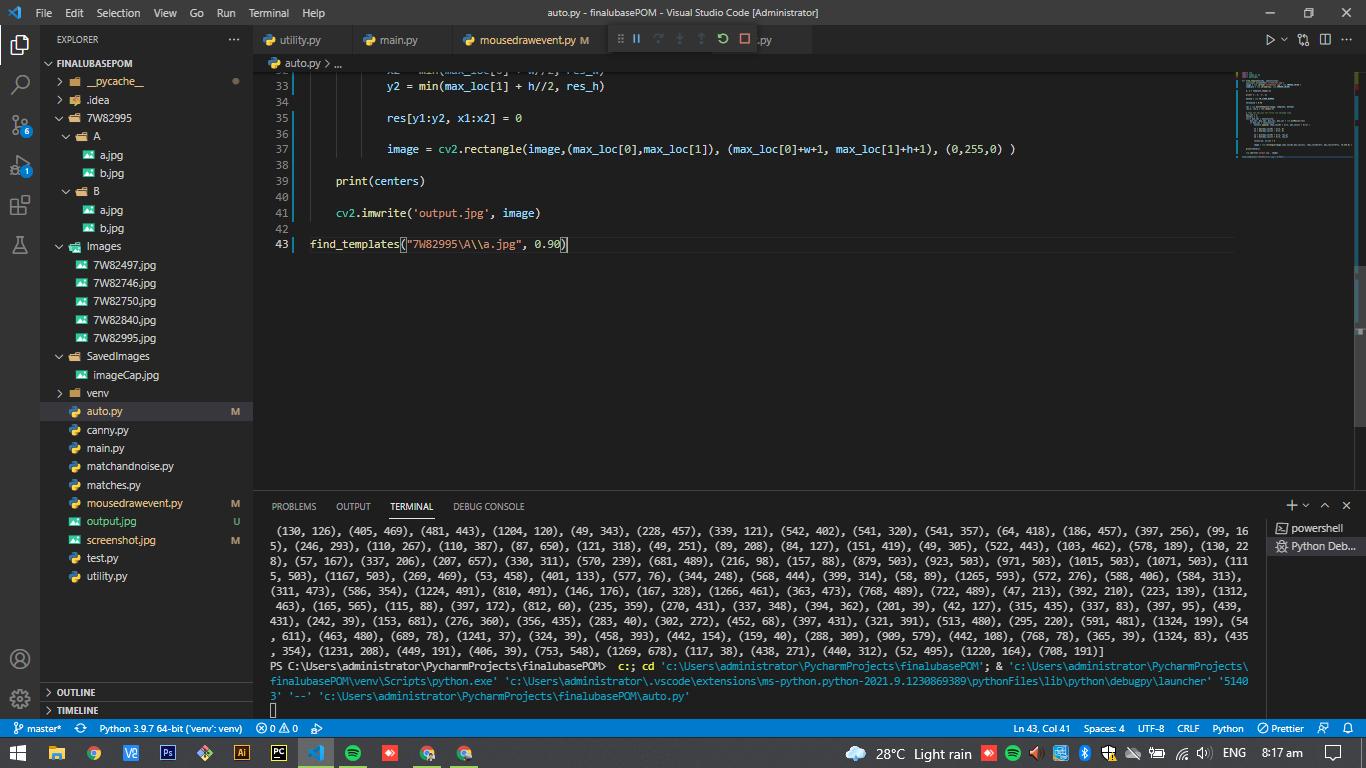 File Edit Selection View Go Run Terminal Help auto.py - finalubasePOM - Visual Studio Code [Administrator]
EXPLORER ...
utility.py main.py mousedrawevent.py M .py
auto.py > ...
FINALUBASEPOM
__pycache__
.idea
7W82995
A
a.jpg
b.jpg
B
a.jpg
b.jpg
Images
7W82497.jpg
7W82746.jpg
7W82750.jpg
7W82840.jpg
7W82995.jpg
SavedImages
imageCap.jpg
venv
auto.py M
canny.py
main.py
matchandnoise.py
matches.py
mousedrawevent.py M
output.jpg U
screenshot.jpg M
test.py
utility.py
OUTLINE
TIMELINE
6
1
33 y2 = min(max_loc[1] + h//2, res_h)
34
35 res[y1:y2, x1:x2] = 0
36
37 image = cv2.rectangle(image,(max_loc[0],max_loc[1]), (max_loc[0]+w+1, max_loc[1]+h+1), (0,255,0) )
38
39 print(centers)
40
41 cv2.imwrite('output.jpg', image)
42
43 find_templates("7W82995\A\\a.jpg", 0.90)
PROBLEMS OUTPUT TERMINAL DEBUG CONSOLE
powershell
Python Deb...
(130, 126), (405, 469), (481, 443), (1204, 120), (49, 343), (228, 457), (339, 121), (542, 402), (541, 320), (541, 357), (64, 418), (186, 457), (397, 256), (99, 16
5), (246, 293), (110, 267), (110, 387), (87, 650), (121, 318), (49, 251), (89, 208), (84, 127), (151, 419), (49, 305), (522, 443), (103, 462), (578, 189), (130, 22
8), (57, 167), (337, 206), (207, 657), (330, 311), (570, 239), (681, 489), (216, 98), (157, 88), (879, 503), (923, 503), (971, 503), (1015, 503), (1071, 503), (111
5, 503), (1167, 503), (269, 469), (53, 458), (401, 133), (577, 76), (344, 248), (568, 444), (399, 314), (58, 89), (1265, 593), (572, 276), (588, 406), (584, 313),
(311, 473), (586, 354), (1224, 491), (810, 491), (146, 176), (167, 328), (1266, 461), (363, 473), (768, 489), (722, 489), (47, 213), (392, 210), (223, 139), (1312,
463), (165, 565), (115, 88), (397, 172), (812, 60), (235, 359), (270, 431), (337, 348), (394, 362), (201, 39), (42, 127), (315, 435), (337, 83), (397, 95), (439,
431), (242, 39), (153, 681), (276, 360), (356, 435), (283, 40), (302, 272), (452, 68), (397, 431), (321, 391), (513, 480), (295, 220), (591, 481), (1324, 199), (54
, 611), (463, 480), (689, 78), (1241, 37), (324, 39), (458, 393), (442, 154), (159, 40), (288, 309), (909, 579), (442, 108), (768, 78), (365, 39), (1324, 83), (435
, 354), (1231, 208), (449, 191), (406, 39), (753, 548), (1269, 678), (117, 38), (438, 271), (440, 312), (52, 495), (1220, 164), (708, 191)]
PS C:\Users\administrator\PycharmProjects\finalubasePOM> c:; cd 'c:\Users\administrator\PycharmProjects\finalubasePOM'; & 'c:\Users\administrator\PycharmProjects\
finalubasePOM\venv\Scripts\python.exe' 'c:\Users\administrator\.vscode\extensions\ms-python.python-2021.9.1230869389\pythonFiles\lib\python\debugpy\launcher' '5140
3' '--' 'c:\Users\administrator\PycharmProjects\finalubasePOM\auto.py'
master* Python 3.9.7 64-bit ('venv': venv) 0 0 Ln 43, Col 41 Spaces: 4 UTF-8 CRLF Python Prettier
28°C Light rain ENG 8:17 am